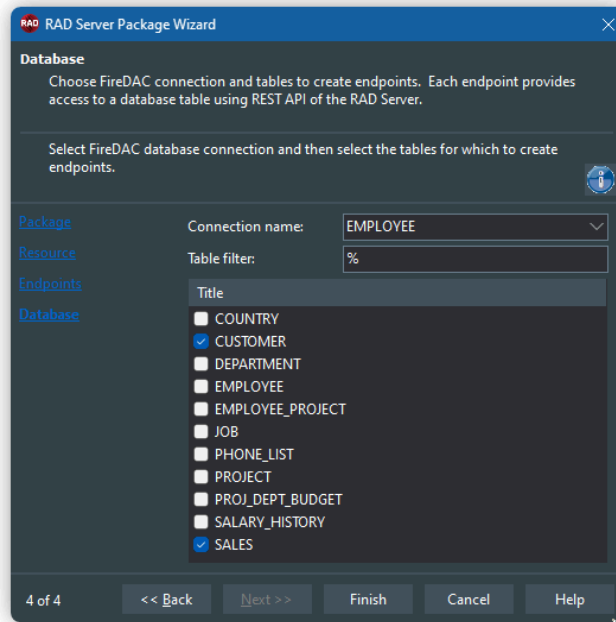 RAD RAD Server Package Wizard
Database
Choose FireDAC connection and tables to create endpoints. Each endpoint provides
access to a database table using REST API of the RAD Server.
Select FireDAC database connection and then select the tables for which to create
endpoints.
Package
Resource
Endpoints
Database
Connection name: EMPLOYEE
Table filter: %
Title
COUNTRY
CUSTOMER
DEPARTMENT
EMPLOYEE
EMPLOYEE_PROJECT
JOB
PHONE_LIST
PROJECT
PROJ_DEPT_BUDGET
SALARY_HISTORY
SALES
4 of 4 << Back Next >> Finish Cancel Help